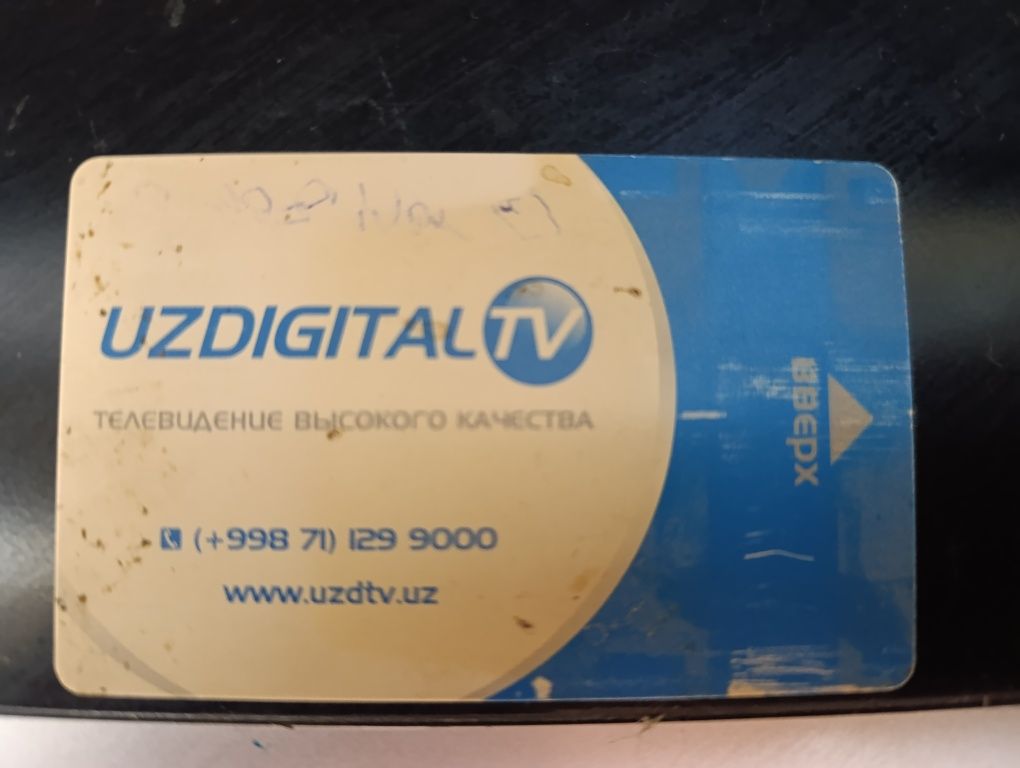 UZDIGITAL TV
ТЕЛЕВИДЕНИЕ ВЫСОКОГО КАЧЕСТВА
(+998 71) 129 9000
www.uzdtv.uz
ВВЕРХ